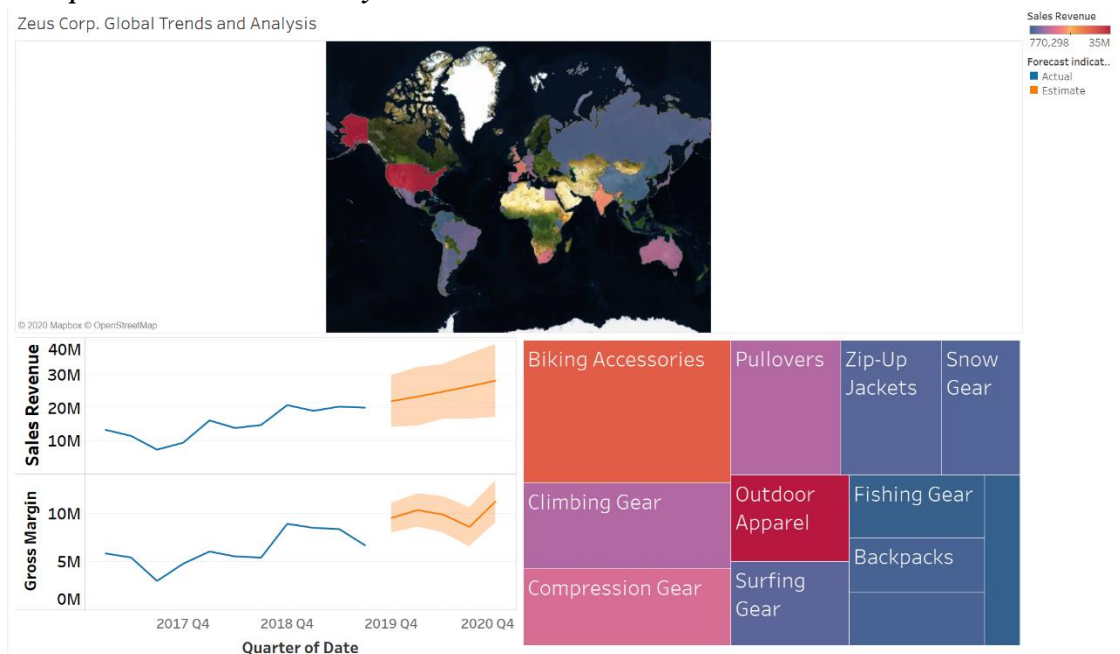 Zeus Corp. Global Trends and Analysis
Sales Revenue
770,298 35M
Forecast indicat..
Actual
Estimate
© 2020 Mapbox © OpenStreetMap
Sales Revenue
40M
30M
20M
10M
Gross Margin
10M
5M
0M
2017 Q4 2018 Q4 2019 Q4 2020 Q4
Quarter of Date
Biking Accessories
Climbing Gear
Compression Gear
Pullovers
Zip-Up
Jackets
Snow
Gear
Outdoor
Apparel
Surfing
Gear
Fishing Gear
Backpacks